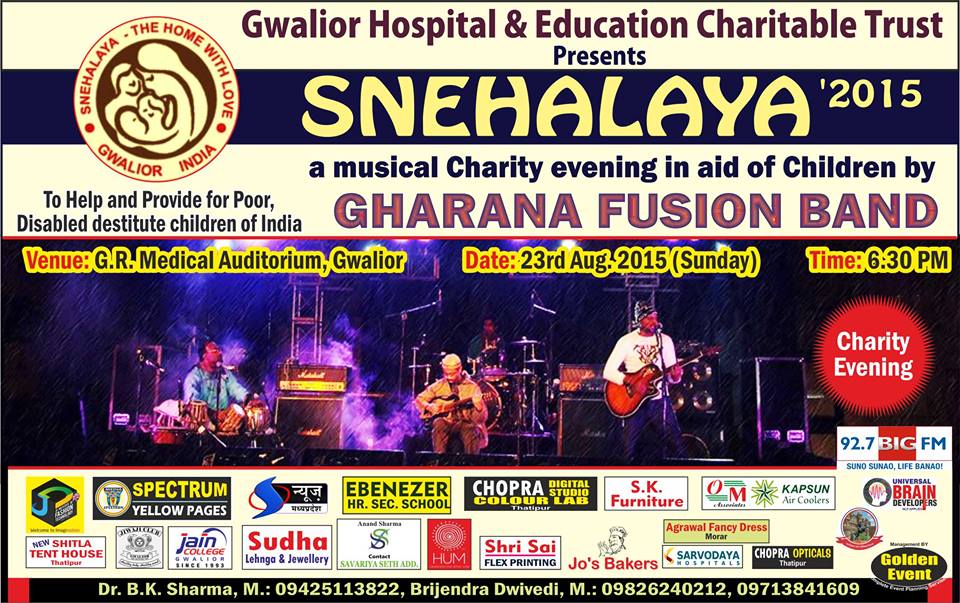 SNEHALAYA - THE HOME WITH LOVE
GWALIOR INDIA
Gwalior Hospital & Education Charitable Trust
Presents
SNEHALAYA '2015
a musical Charity evening in aid of Children by
GHARANA FUSION BAND
To Help and Provide for Poor,
Disabled destitute children of India
Venue: G.R. Medical Auditorium, Gwalior
Date: 23rd Aug. 2015 (Sunday)
Time: 6:30 PM
Marshall
Charity
Evening
92.7 BIG FM
SUNO SUNAO, LIFE BANAO!
Welcome to Imagination
SPECTRUM
YELLOW PAGES
न्यूज़
मध्यप्रदेश
EBENEZER
HR. SEC. SCHOOL
CHOPRA DIGITAL STUDIO
COLOUR LAB
Thatipur
S.K.
Furniture
OM
KAPSUN
Air Coolers
UNIVERSAL
BRAIN
DEVELOPERS
NEW SHITLA
TENT HOUSE
Thatipur
JIWAJI CLUB
Jain
COLLEGE
GWALIOR
SINCE 1993
Sudha
Lehnga & Jewellery
Anand Sharma
S
Contact
SAVARIYA SETH ADD.
HUM
Shri Sai
FLEX PRINTING
Jo's Bakers
Agrawal Fancy Dress
Morar
SARVODAYA
HOSPITALS
CHOPRA OPTICALS
Thatipur
Management BY
Golden
Event
Dr. B.K. Sharma, M.: 09425113822, Brijendra Dwivedi, M.: 09826240212, 09713841609